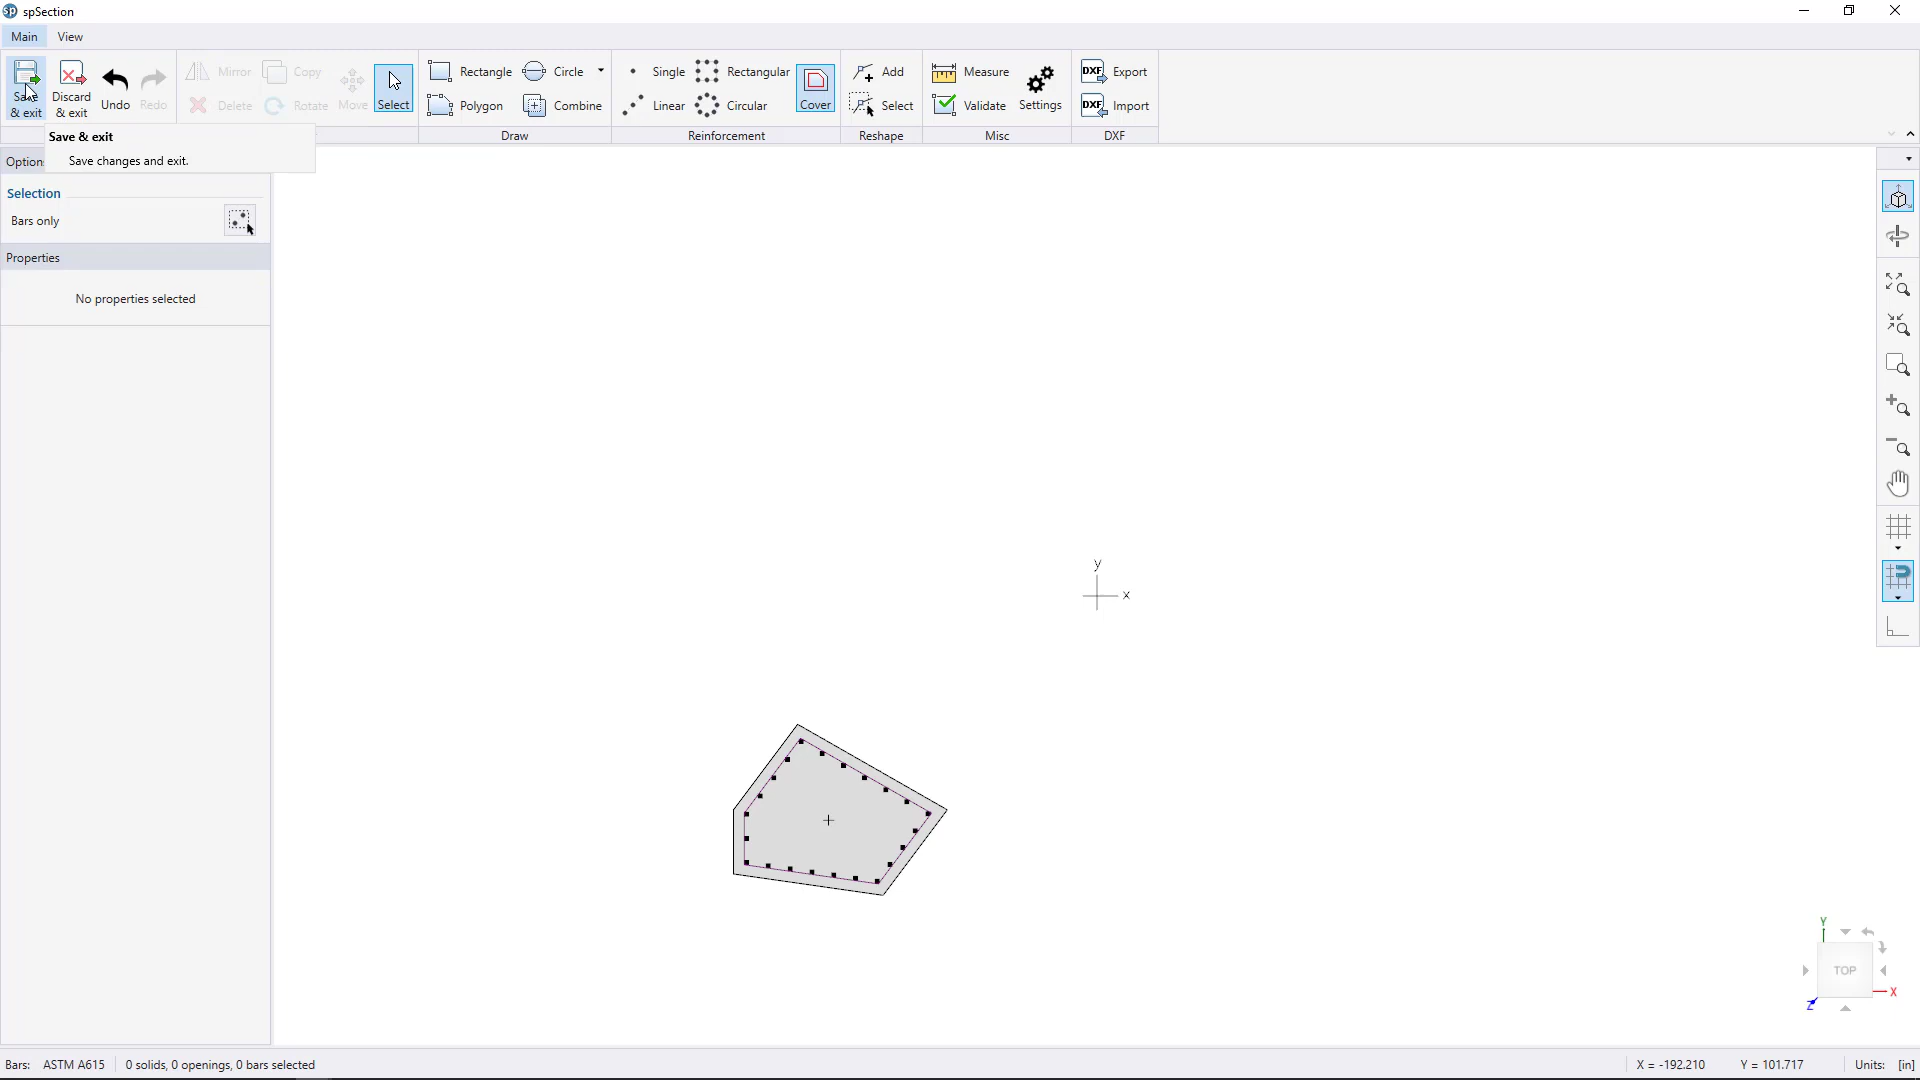 sp spSection
Main View
Save & exit
Discard & exit
Undo
Redo
Mirror
Delete
Copy
Rotate
Move
Select
Rectangle
Polygon
Circle
Combine
Draw
Single
Linear
Rectangular
Circular
Cover
Reinforcement
Add
Select
Reshape
Measure
Validate
Settings
Misc
DXF Export
DXF Import
DXF
Save & exit
Save changes and exit.
Option
Selection
Bars only
Properties
No properties selected
y
x
Y
TOP
X
Z
Bars: ASTM A615 0 solids, 0 openings, 0 bars selected X = -192.210 Y = 101.717 Units: [in]